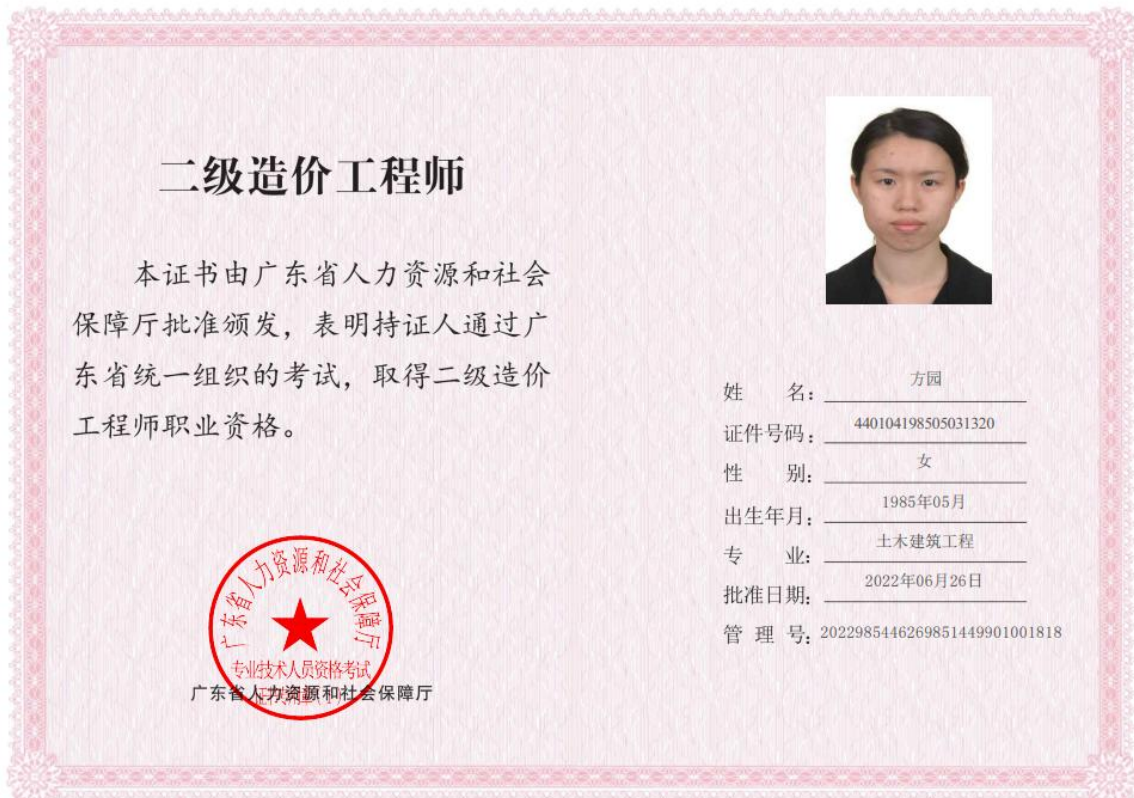 二级造价工程师
本证书由广东省人力资源和社会
保障厅批准颁发，表明持证人通过广
东省统一组织的考试，取得二级造价
工程师职业资格。
广东省人力资源和社会保障厅
专业技术人员资格考试
广东省人力资源和社会保障厅
姓 名：方园
证件号码：440104198505031320
性 别：女
出生年月：1985年05月
专 业：土木建筑工程
批准日期：2022年06月26日
管 理 号：2022985446269851449901001818